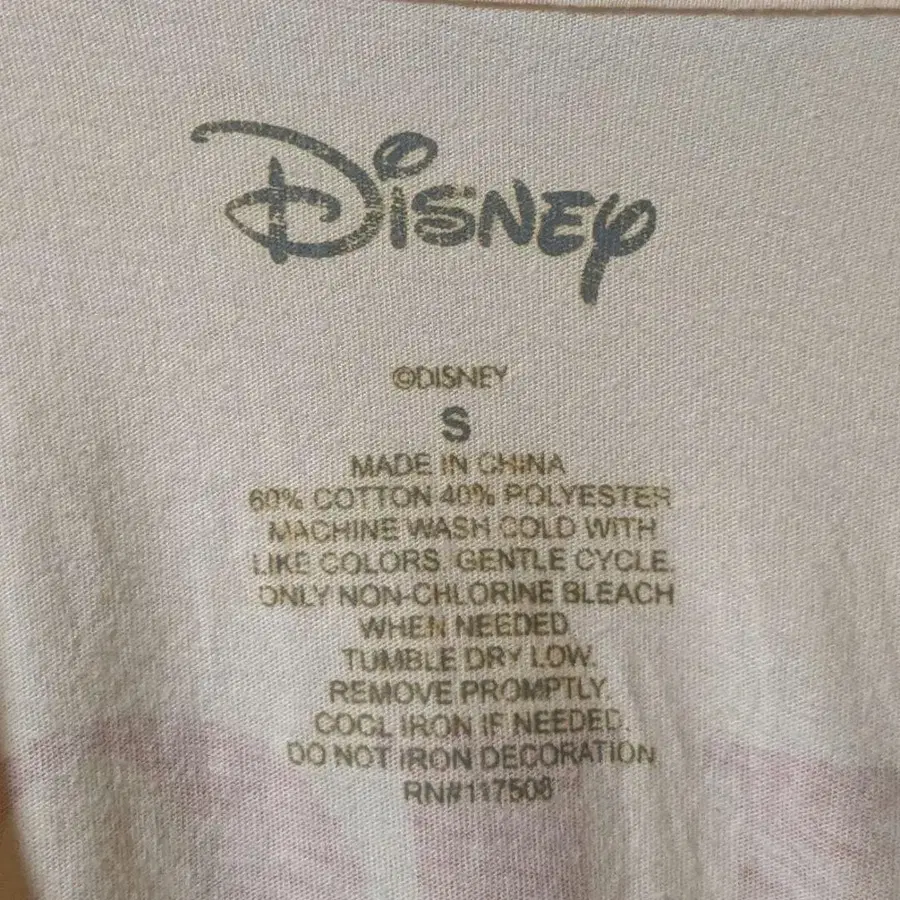 Disney
©DISNEY
S
MADE IN CHINA
60% COTTON 40% POLYESTER
MACHINE WASH COLD WITH
LIKE COLORS. GENTLE CYCLE.
ONLY NON-CHLORINE BLEACH
WHEN NEEDED.
TUMBLE DRY LOW.
REMOVE PROMPTLY.
COOL IRON IF NEEDED.
DO NOT IRON DECORATION
RN#117508